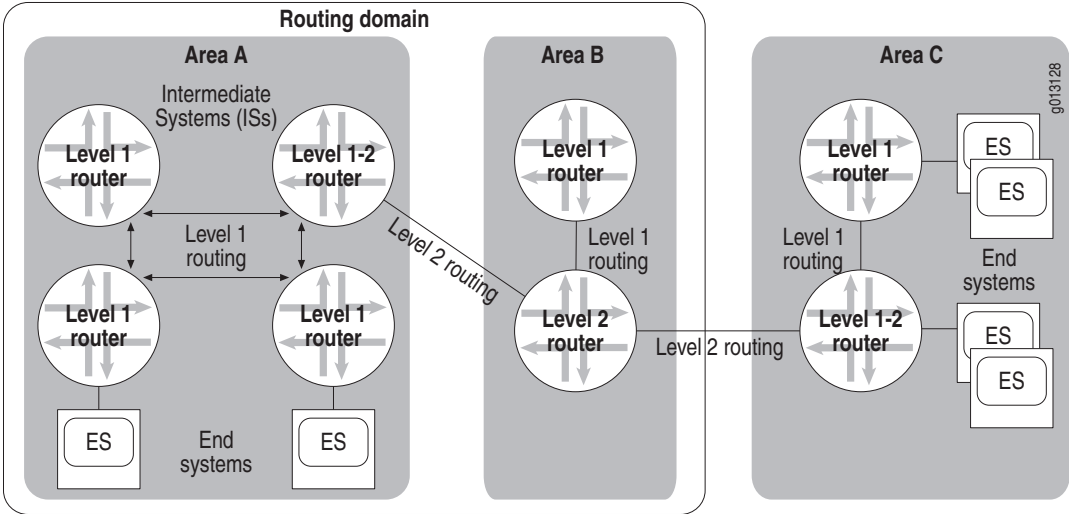 Routing domain
Area A
Area B
Area C
g013128
Intermediate
Systems (ISs)
Level 1
router
Level 1-2
router
Level 1
router
Level 1
router
ES
ES
Level 1
routing
Level 2 routing
Level 1
routing
Level 1
routing
End
systems
Level 1
router
Level 1
router
Level 2
router
Level 2 routing
Level 1-2
router
ES
ES
ES
End
systems
ES